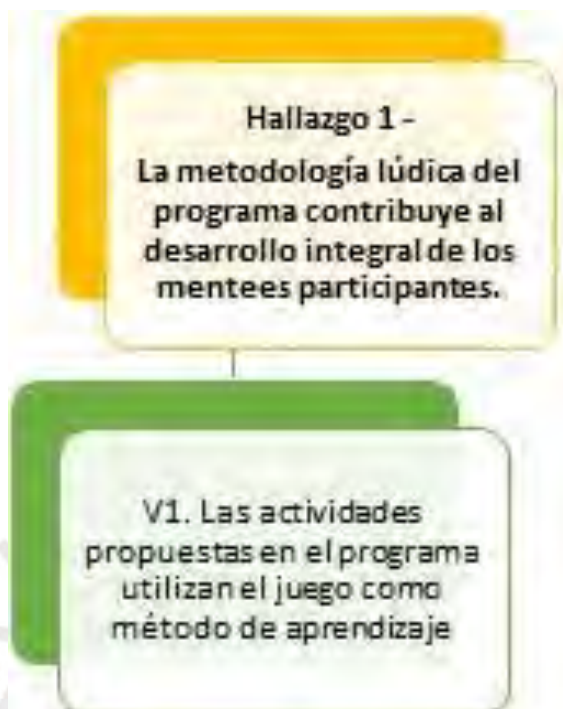 Hallazgo 1 -
La metodología lúdica del
programa contribuye al
desarrollo integral de los
mentees participantes.
V1. Las actividades
propuestas en el programa
utilizan el juego como
método de aprendizaje